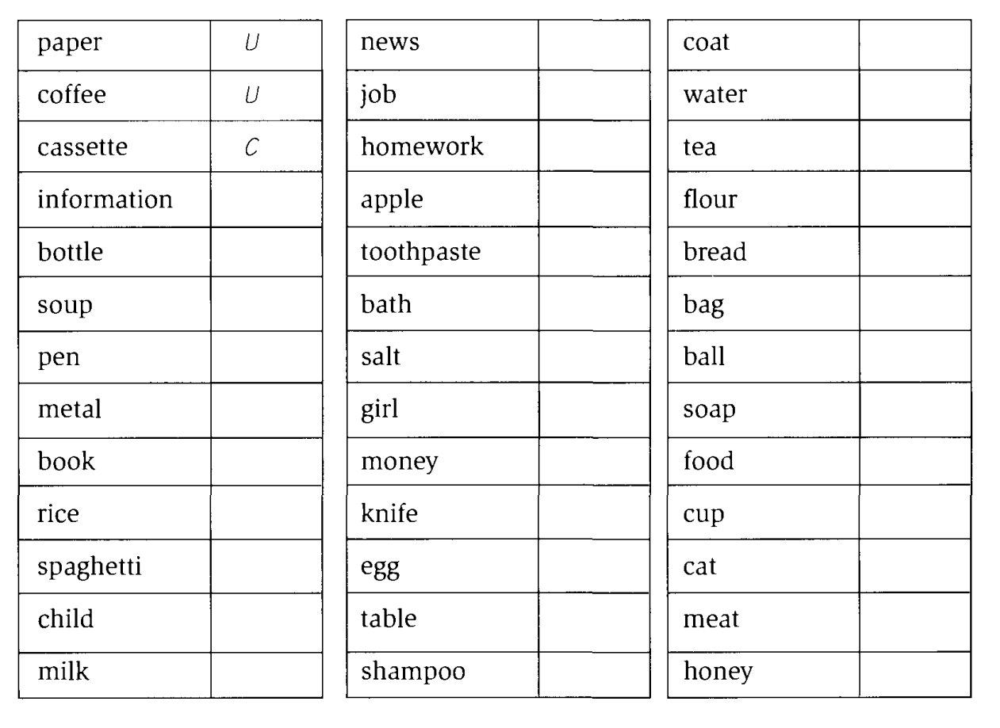 paper U
coffee U
cassette C
information
bottle
soup
pen
metal
book
rice
spaghetti
child
milk
news
job
homework
apple
toothpaste
bath
salt
girl
money
knife
egg
table
shampoo
coat
water
tea
flour
bread
bag
ball
soap
food
cup
cat
meat
honey